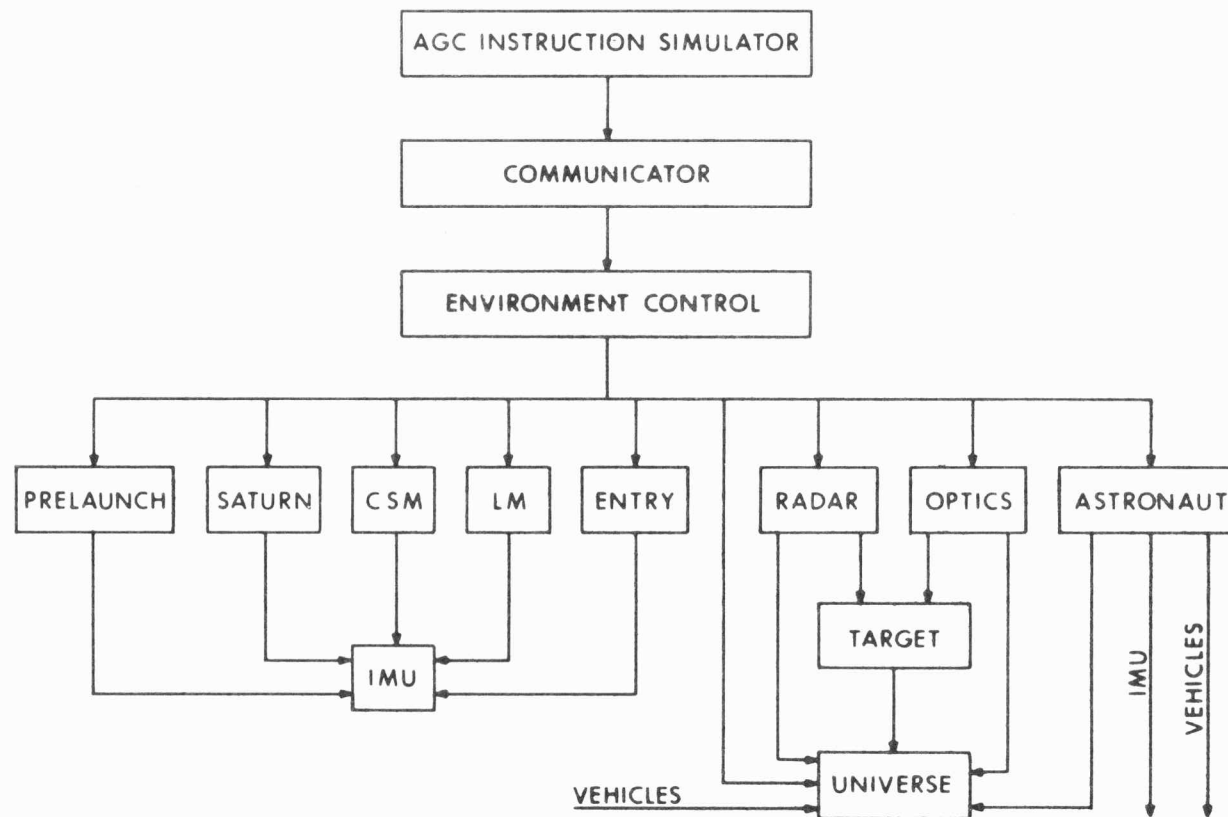 AGC INSTRUCTION SIMULATOR
COMMUNICATOR
ENVIRONMENT CONTROL
PRELAUNCH
SATURN
CSM
LM
ENTRY
RADAR
OPTICS
ASTRONAUT
TARGET
IMU
IMU
VEHICLES
UNIVERSE
VEHICLES